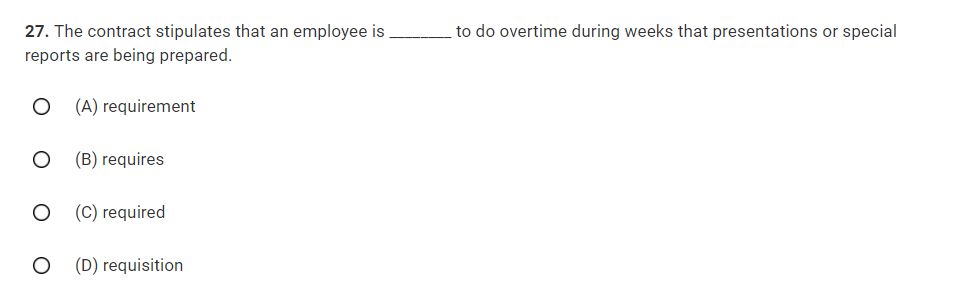 27. The contract stipulates that an employee is ________ to do overtime during weeks that presentations or special
reports are being prepared.
(A) requirement
(B) requires
(C) required
(D) requisition